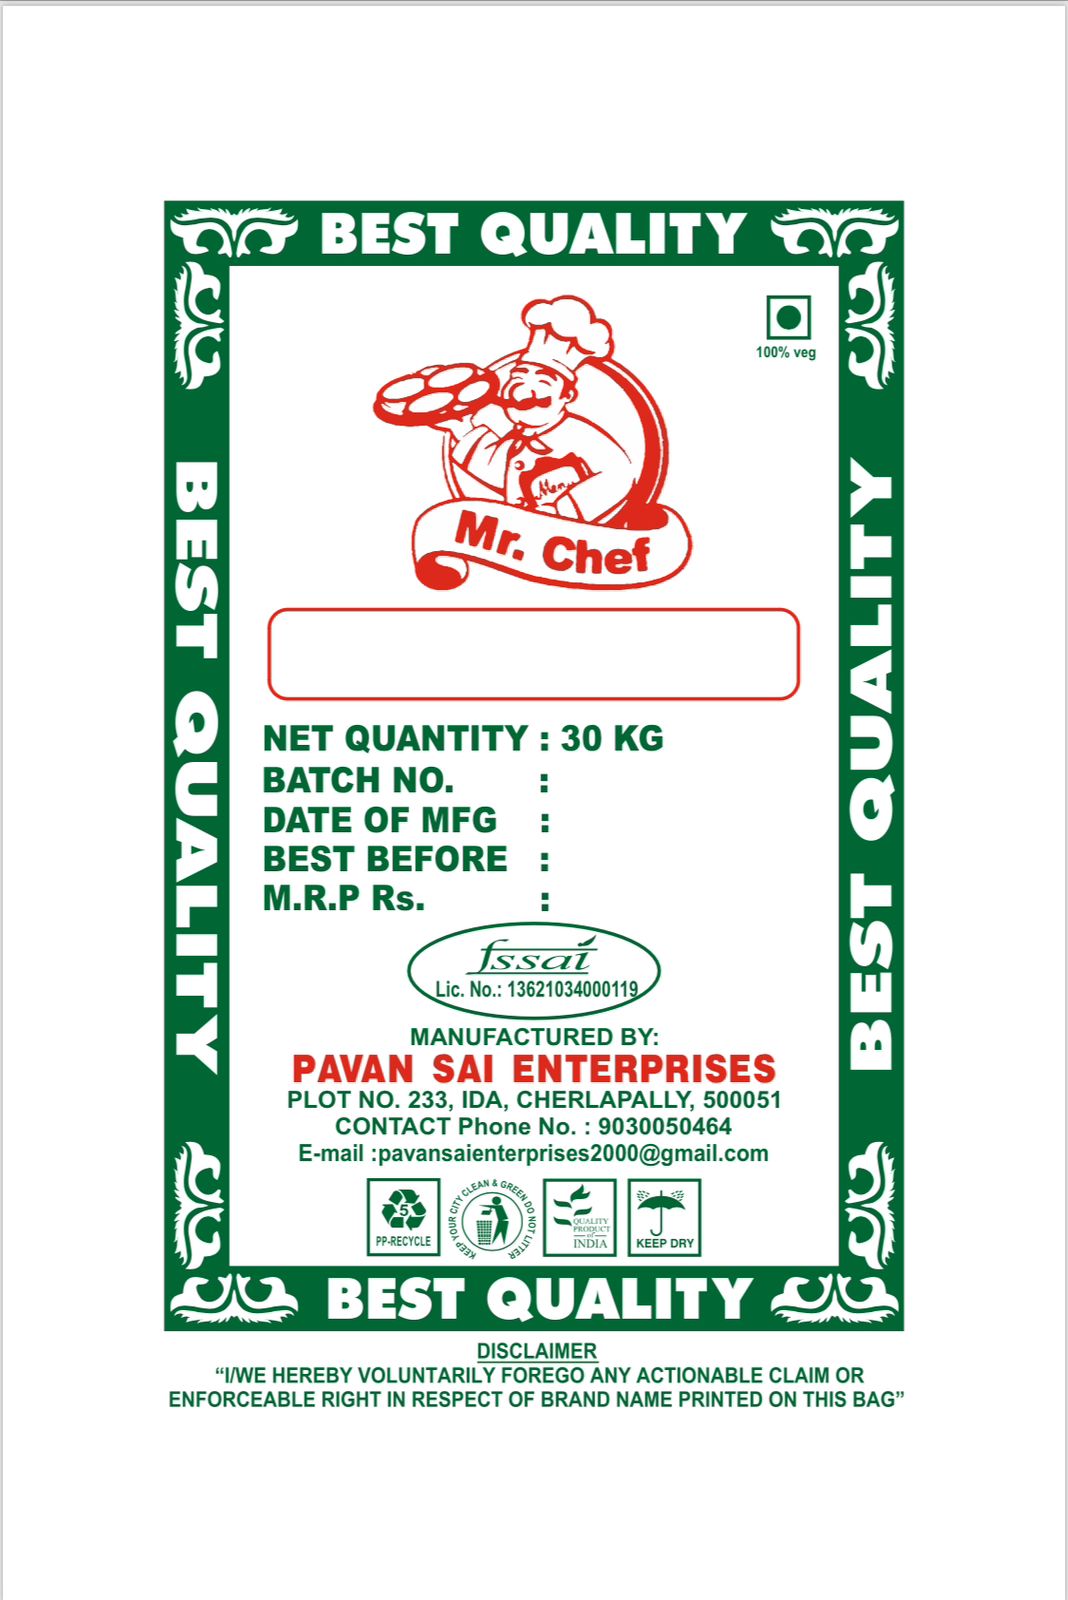 BEST QUALITY
100% veg
Menu
Mr. Chef
BEST QUALITY
BEST QUALITY
NET QUANTITY : 30 KG
BATCH NO. :
DATE OF MFG :
BEST BEFORE :
M.R.P Rs. :
fssai
Lic. No.: 13621034000119
MANUFACTURED BY:
PAVAN SAI ENTERPRISES
PLOT NO. 233, IDA, CHERLAPALLY, 500051
CONTACT Phone No. : 9030050464
E-mail :pavansaienterprises2000@gmail.com
5
PP-RECYCLE
KEEP YOUR CITY CLEAN & GREEN DO NOT LITTER
QUALITY
PRODUCT
of
INDIA
KEEP DRY
BEST QUALITY
DISCLAIMER
“I/WE HEREBY VOLUNTARILY FOREGO ANY ACTIONABLE CLAIM OR
ENFORCEABLE RIGHT IN RESPECT OF BRAND NAME PRINTED ON THIS BAG”